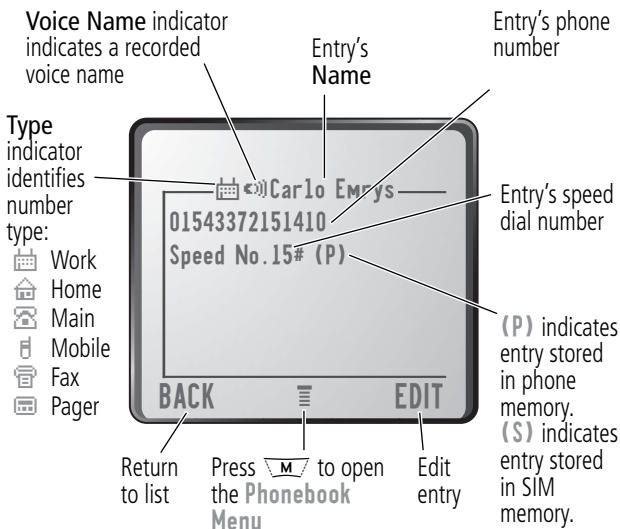 Voice Name indicator
indicates a recorded
voice name
Entry's
Name
Entry's phone
number
Type
indicator
identifies
number
type:
Work
Home
Main
Mobile
Fax
Pager
Carlo Emrys
01543372151410
Speed No.15# (P)
BACK
EDIT
Entry's speed
dial number
(P) indicates
entry stored
in phone
memory.
(S) indicates
entry stored
in SIM
memory.
Return
to list
Press M to open
the Phonebook
Menu
Edit
entry